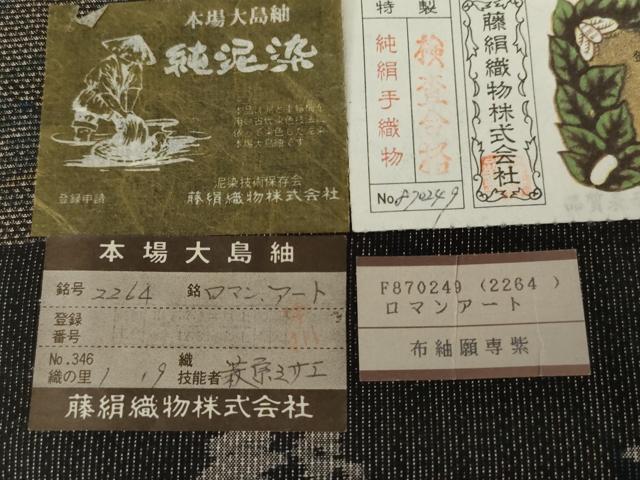 本場大島紬
純泥染
泥染技術保存会
登録申請
藤絹織物株式会社
特製
純絹手織物
検査合格
藤絹織物株式会社
No.870249
本場大島紬
銘号 2264 銘 ロマン、アート
登録
番号
No.346 織
織の里 1.9 技能者 萩原ミサエ
藤絹織物株式会社
F870249 (2264 )
ロマンアート
布紬願専紫